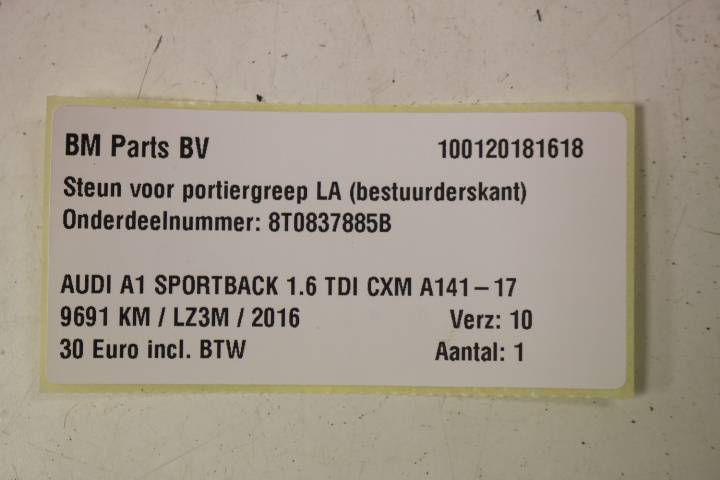 BM Parts BV 100120181618
Steun voor portiergreep LA (bestuurderskant)
Onderdeelnummer: 8T0837885B
AUDI A1 SPORTBACK 1.6 TDI CXM A141-17
9691 KM / LZ3M / 2016 Verz: 10
30 Euro incl. BTW Aantal: 1